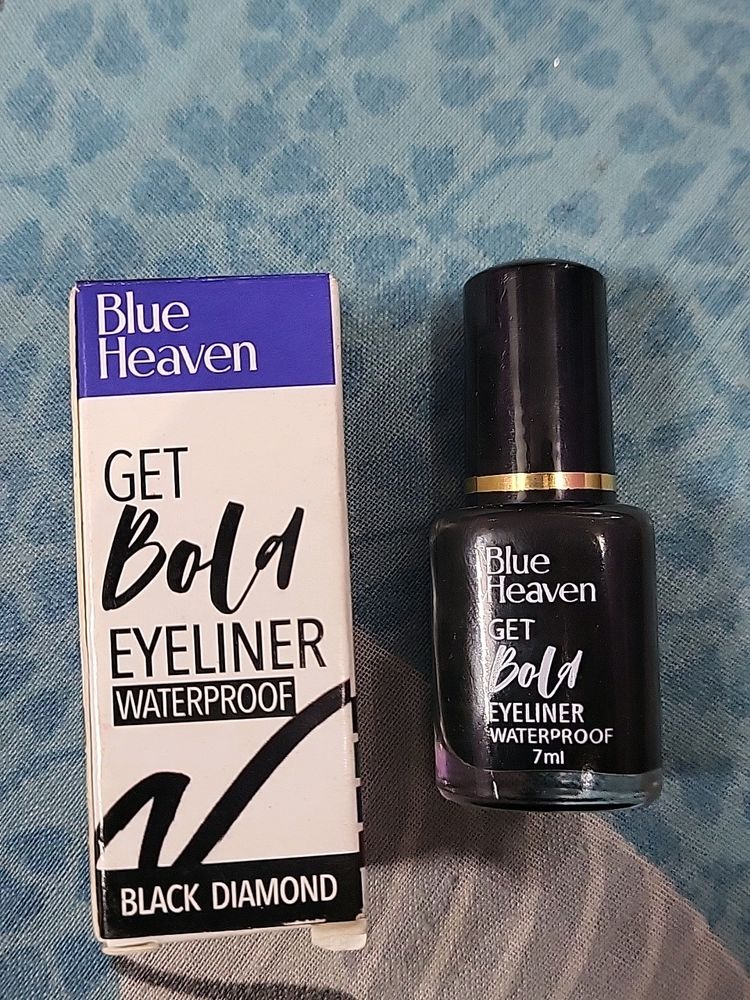 Blue
Heaven
GET
Bold
EYELINER
WATERPROOF
BLACK DIAMOND
Blue
Heaven
GET
Bold
EYELINER
WATERPROOF
7ml